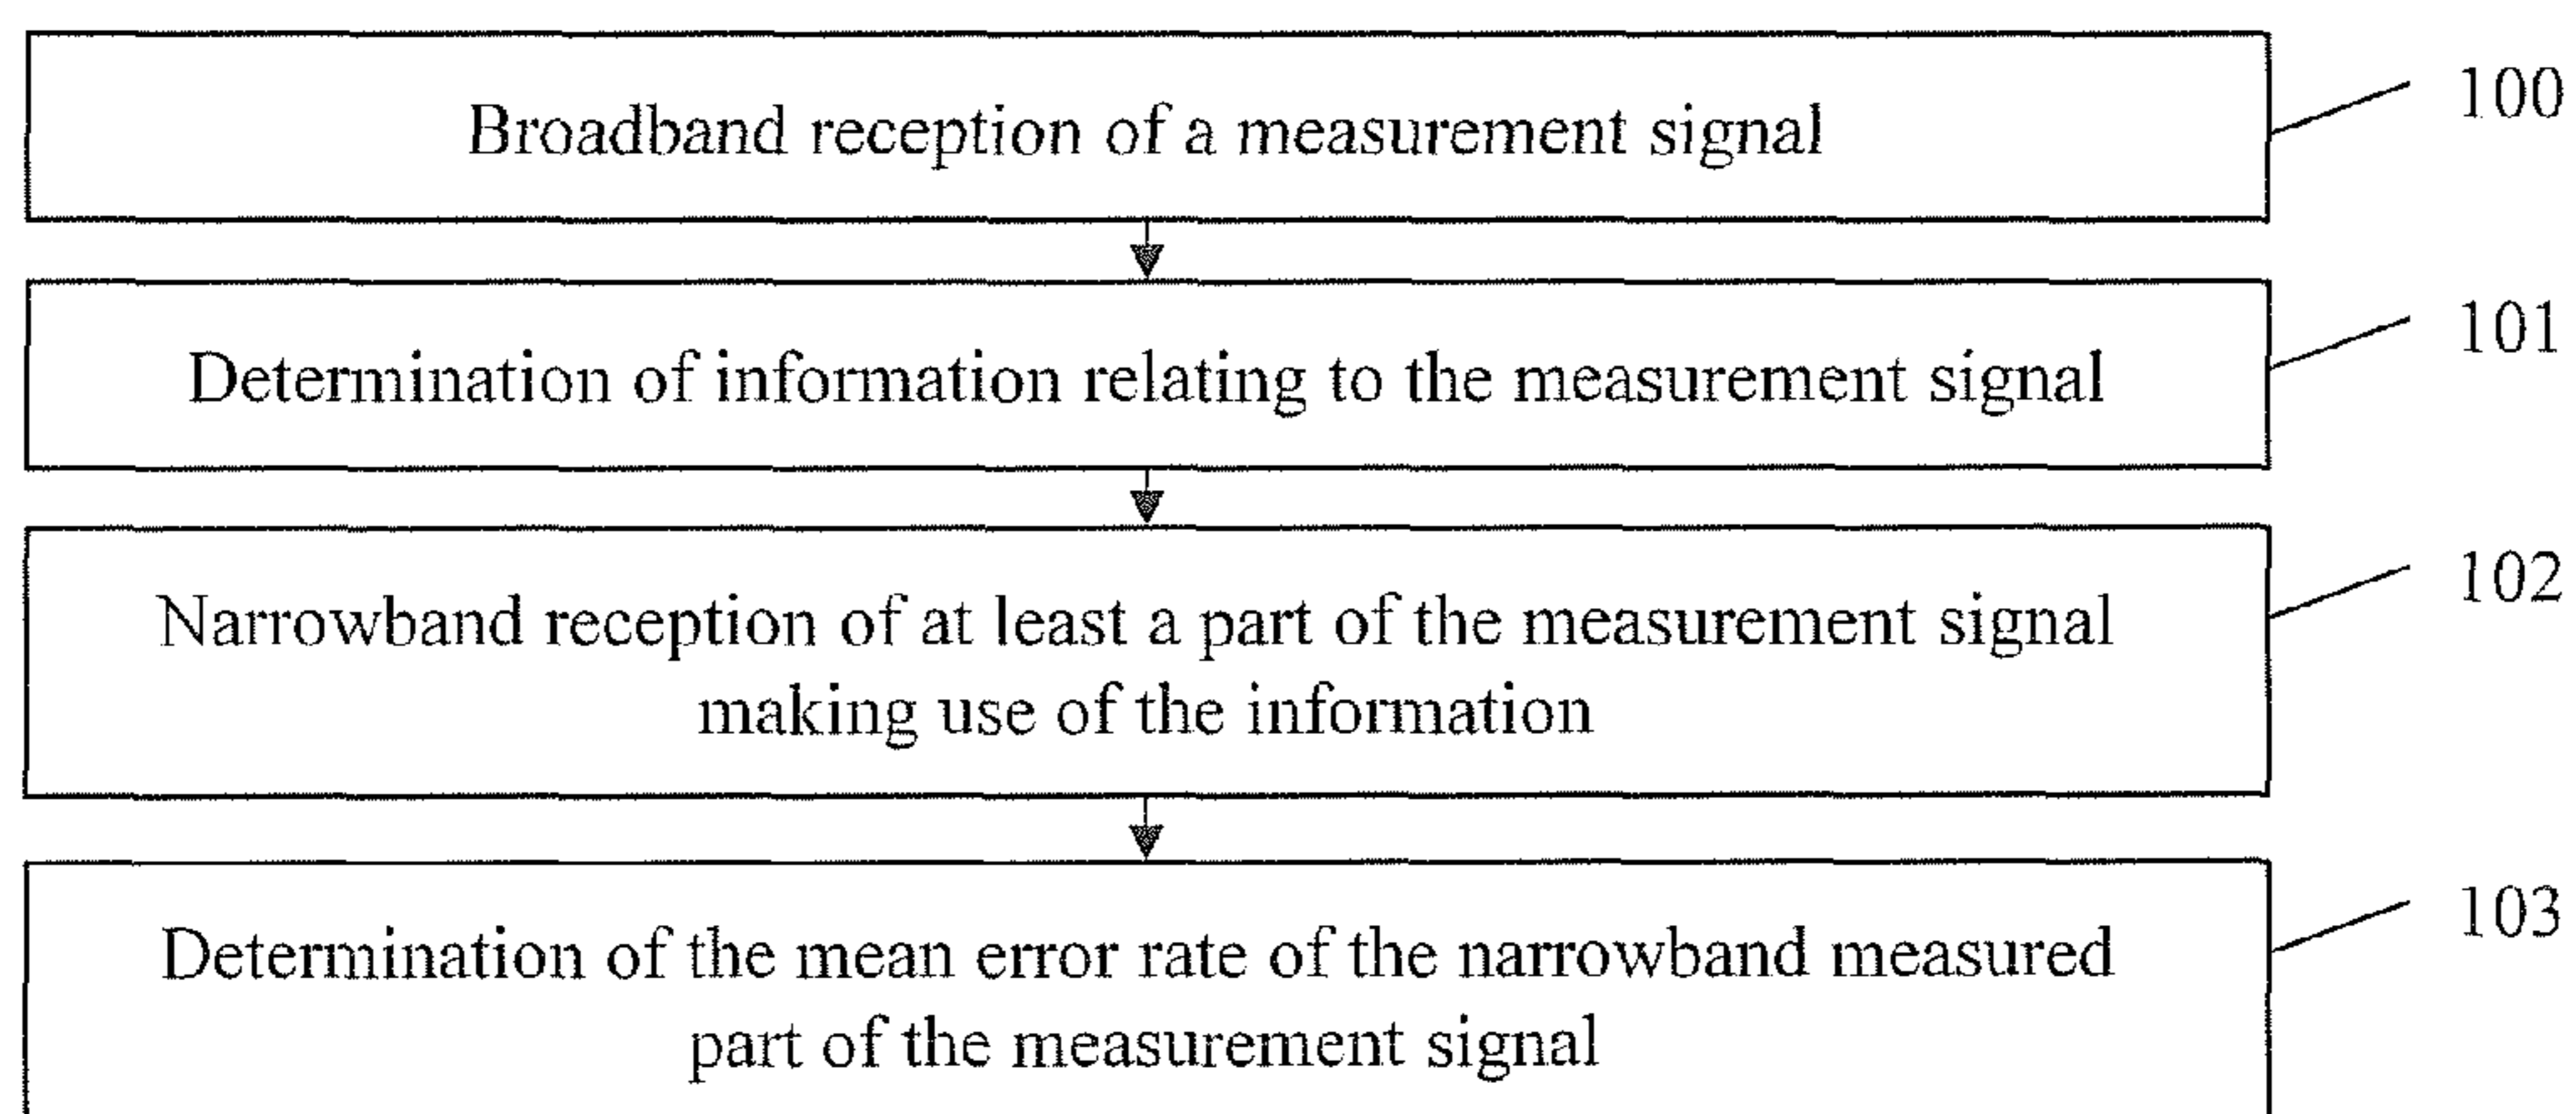 Broadband reception of a measurement signal
100
Determination of information relating to the measurement signal
101
Narrowband reception of at least a part of the measurement signal
making use of the information
102
Determination of the mean error rate of the narrowband measured
part of the measurement signal
103